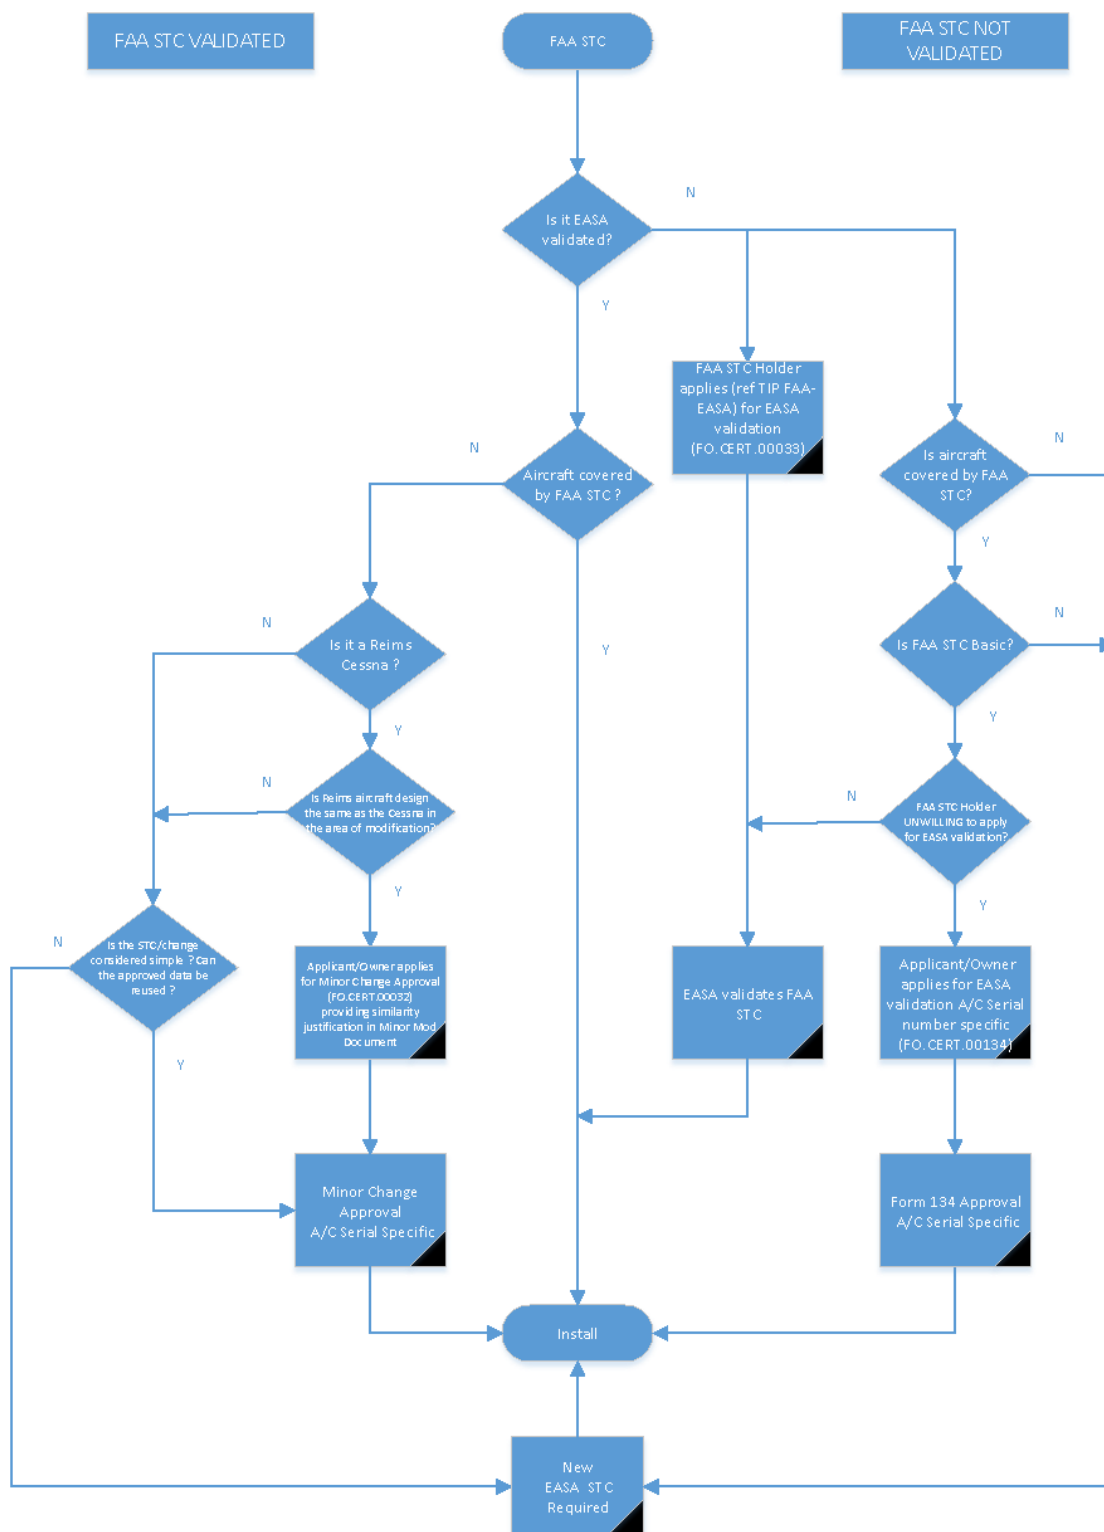 FAA STC VALIDATED
FAA STC
FAA STC NOT
VALIDATED
N
Is it EASA
validated?
Y
FAA STC Holder
applies (ref TIP FAA-
EASA) for EASA
validation
(FO.CERT.00033)
N
Aircraft covered
by FAA STC ?
N
Is aircraft
covered by FAA
STC?
Y
N
Is it a Reims
Cessna ?
Y
Y
N
Is FAA STC Basic?
Y
N
Is Reims aircraft design
the same as the Cessna in
the area of modification?
Y
N
FAA STC Holder
UNWILLING to apply
for EASA validation?
Y
N
Is the STC/change
considered simple ? Can
the approved data be
reused ?
Y
Applicant/Owner applies
for Minor Change Approval
(FO.CERT.00032)
providing similarity
justification in Minor Mod
Document
EASA validates FAA
STC
Applicant/Owner
applies for EASA
validation A/C Serial
number specific
(FO.CERT.00134)
Minor Change
Approval
A/C Serial Specific
Form 134 Approval
A/C Serial Specific
Install
New
EASA STC
Required